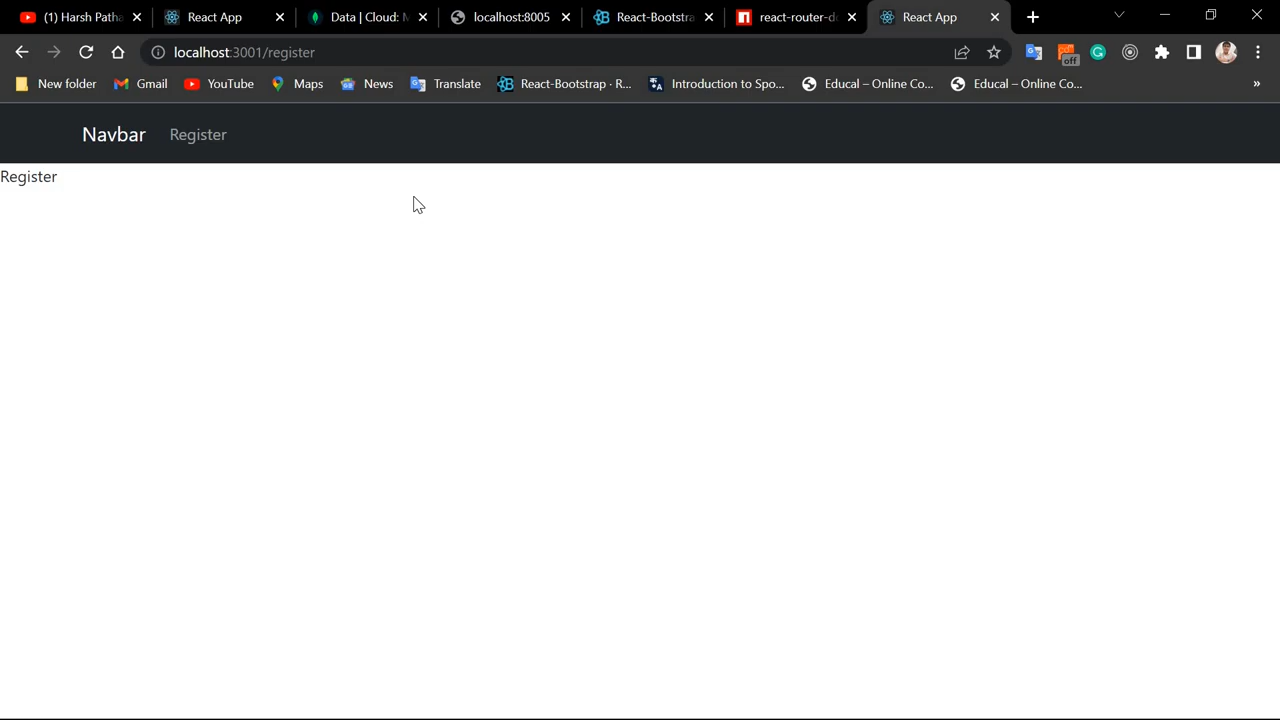 (1) Harsh Patha
React App
Data | Cloud: M
localhost:8005
React-Bootstra
react-router-d
React App
localhost:3001/register
off
New folder
Gmail
YouTube
Maps
News
Translate
React-Bootstrap · R...
Introduction to Spo...
Educal – Online Co...
Educal – Online Co...
»
Navbar Register
Register